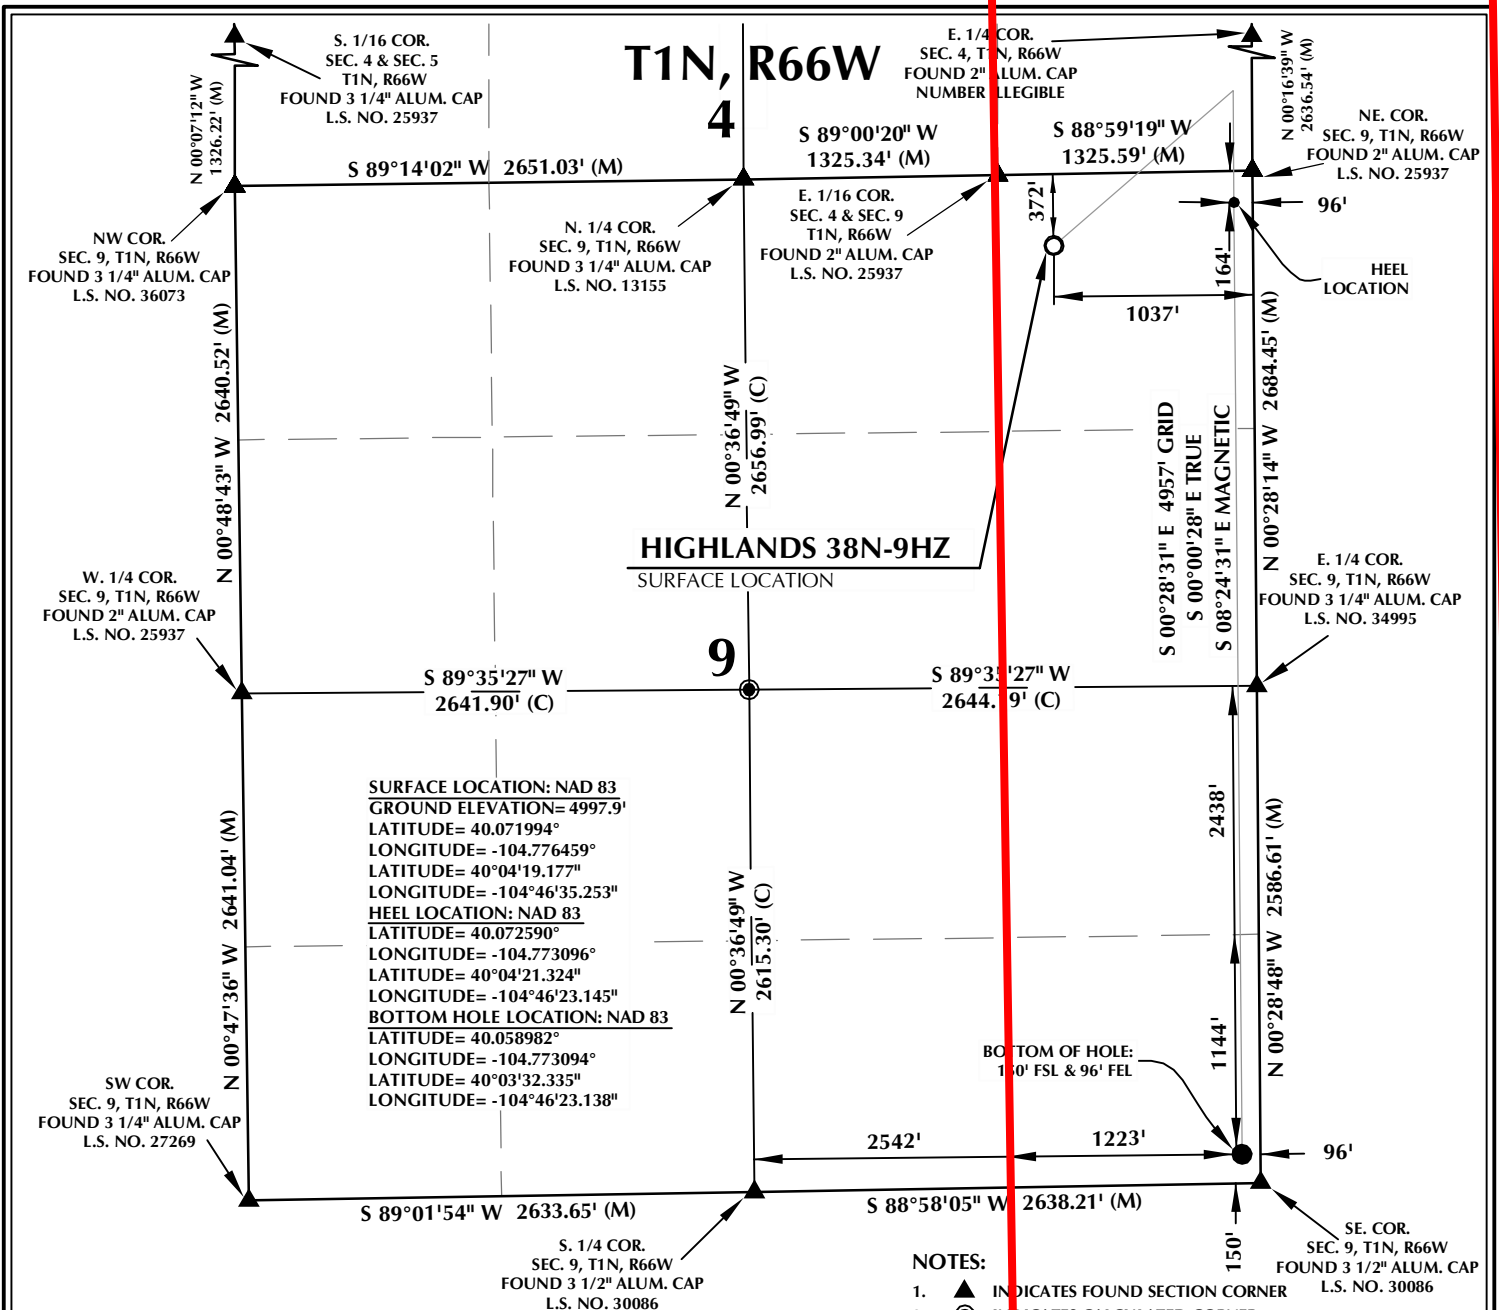 T1N, R66W
4
S. 1/16 COR.
SEC. 4 & SEC. 5
T1N, R66W
FOUND 3 1/4" ALUM. CAP
L.S. NO. 25937
E. 1/4 COR.
SEC. 4, T1N, R66W
FOUND 2" ALUM. CAP
NUMBER ILLEGIBLE
N 00°07'12" W
1326.22' (M)
N 00°16'39" W
2636.54' (M)
NE. COR.
SEC. 9, T1N, R66W
FOUND 2" ALUM. CAP
L.S. NO. 25937
S 89°14'02" W 2651.03' (M)
S 89°00'20" W
1325.34' (M)
S 88°59'19" W
1325.59' (M)
NW COR.
SEC. 9, T1N, R66W
FOUND 3 1/4" ALUM. CAP
L.S. NO. 36073
N. 1/4 COR.
SEC. 9, T1N, R66W
FOUND 3 1/4" ALUM. CAP
L.S. NO. 13155
E. 1/16 COR.
SEC. 4 & SEC. 9
T1N, R66W
FOUND 2" ALUM. CAP
L.S. NO. 25937
372'
96'
164'
HEEL
LOCATION
1037'
N 00°48'43" W 2640.52' (M)
N 00°36'49" W
2656.99' (C)
S 00°28'31" E 4957' GRID
S 00°00'28" E TRUE
S 08°24'31" E MAGNETIC
N 00°28'14" W 2684.45' (M)
HIGHLANDS 38N-9HZ
SURFACE LOCATION
W. 1/4 COR.
SEC. 9, T1N, R66W
FOUND 2" ALUM. CAP
L.S. NO. 25937
E. 1/4 COR.
SEC. 9, T1N, R66W
FOUND 3 1/4" ALUM. CAP
L.S. NO. 34995
9
S 89°35'27" W
2641.90' (C)
S 89°35'27" W
2644.19' (C)
SURFACE LOCATION: NAD 83
GROUND ELEVATION= 4997.9'
LATITUDE= 40.071994°
LONGITUDE= -104.776459°
LATITUDE= 40°04'19.177"
LONGITUDE= -104°46'35.253"
HEEL LOCATION: NAD 83
LATITUDE= 40.072590°
LONGITUDE= -104.773096°
LATITUDE= 40°04'21.324"
LONGITUDE= -104°46'23.145"
BOTTOM HOLE LOCATION: NAD 83
LATITUDE= 40.058982°
LONGITUDE= -104.773094°
LATITUDE= 40°03'32.335"
LONGITUDE= -104°46'23.138"
N 00°47'36" W 2641.04' (M)
N 00°36'49" W
2615.30' (C)
2438'
1144'
N 00°28'48" W 2586.61' (M)
BOTTOM OF HOLE:
150' FSL & 96' FEL
SW COR.
SEC. 9, T1N, R66W
FOUND 3 1/4" ALUM. CAP
L.S. NO. 27269
2542'
1223'
96'
S 89°01'54" W 2633.65' (M)
S 88°58'05" W 2638.21' (M)
150'
S. 1/4 COR.
SEC. 9, T1N, R66W
FOUND 3 1/2" ALUM. CAP
L.S. NO. 30086
SE. COR.
SEC. 9, T1N, R66W
FOUND 3 1/2" ALUM. CAP
L.S. NO. 30086
NOTES:
1. INDICATES FOUND SECTION CORNER